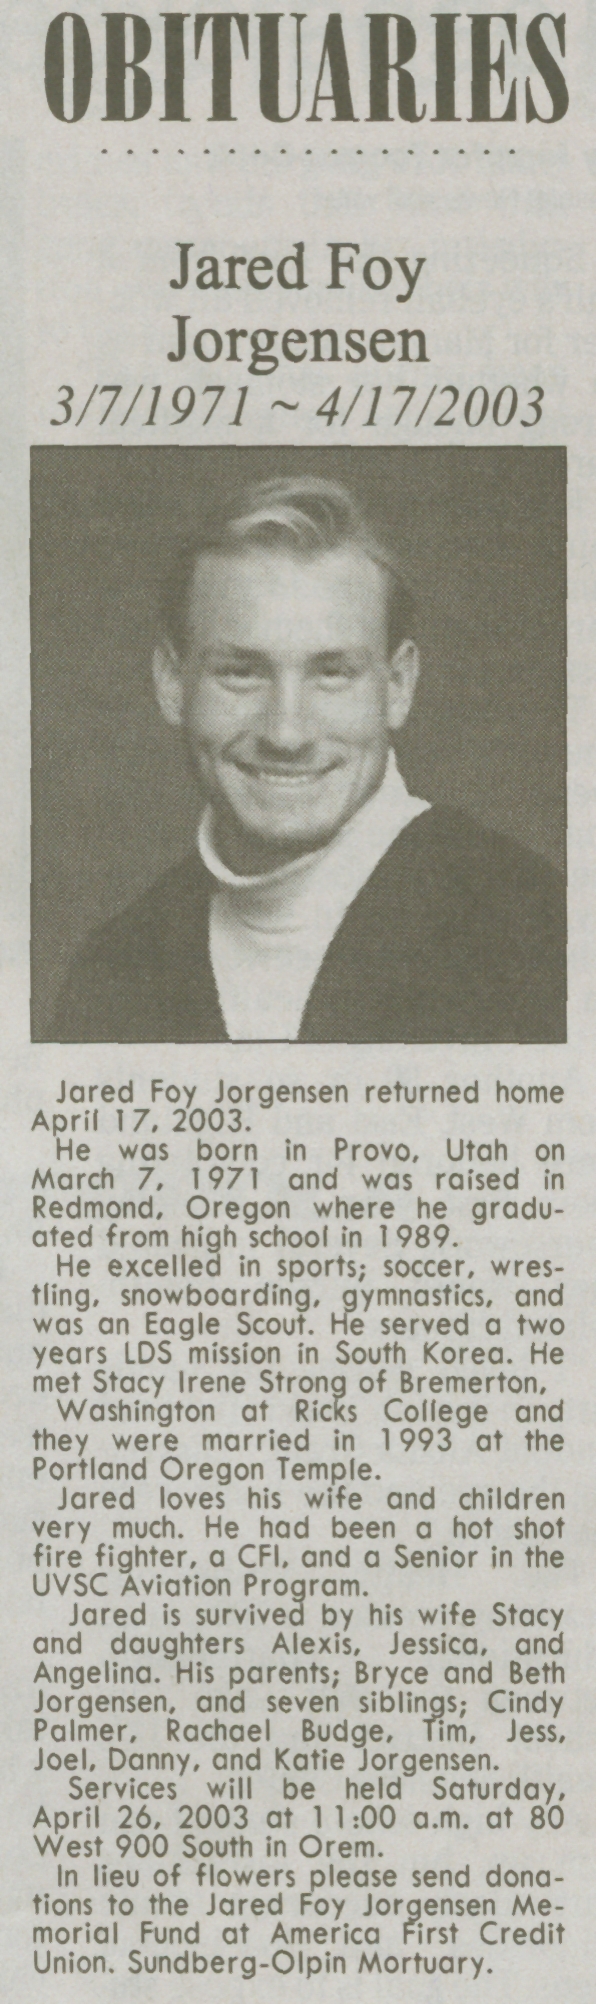 OBITUARIES
Jared Foy
Jorgensen
3/7/1971 ~ 4/17/2003
Jared Foy Jorgensen returned home
April 17, 2003.
He was born in Provo, Utah on
March 7, 1971 and was raised in
Redmond, Oregon where he gradu-
ated from high school in 1989.
He excelled in sports; soccer, wres-
tling, snowboarding, gymnastics, and
was an Eagle Scout. He served a two
years LDS mission in South Korea. He
met Stacy Irene Strong of Bremerton,
Washington at Ricks College and
they were married in 1993 at the
Portland Oregon Temple.
Jared loves his wife and children
very much. He had been a hot shot
fire fighter, a CFI, and a Senior in the
UVSC Aviation Program.
Jared is survived by his wife Stacy
and daughters Alexis, Jessica, and
Angelina. His parents; Bryce and Beth
Jorgensen, and seven siblings; Cindy
Palmer, Rachael Budge, Tim, Jess,
Joel, Danny, and Katie Jorgensen.
Services will be held Saturday,
April 26, 2003 at 11:00 a.m. at 80
West 900 South in Orem.
In lieu of flowers please send dona-
tions to the Jared Foy Jorgensen Me-
morial Fund at America First Credit
Union. Sundberg-Olpin Mortuary.